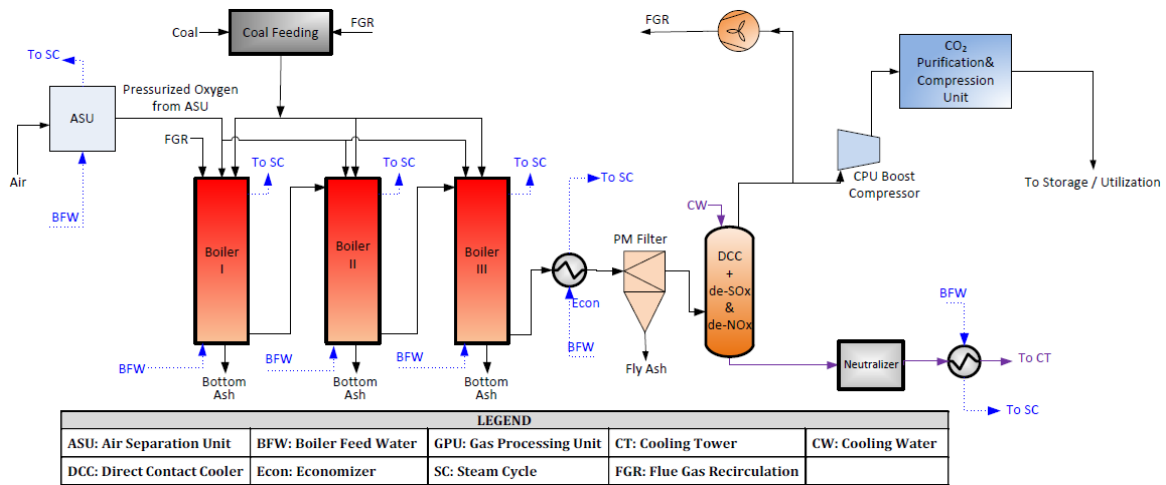 FGR
Coal
Coal Feeding
FGR
CO₂
Purification&
Compression
Unit
To SC
Pressurized Oxygen
from ASU
ASU
FGR
Air
BFW
To SC
To SC
To SC
To SC
CPU Boost
Compressor
To Storage / Utilization
CW
PM Filter
Boiler
I
Boiler
II
Boiler
III
DCC
+
de-SOx
&
de-NOx
Econ
BFW
BFW
BFW
BFW
BFW
Bottom
Ash
Bottom
Ash
Bottom
Ash
Fly Ash
Neutralizer
To CT
To SC
LEGEND
ASU: Air Separation Unit
BFW: Boiler Feed Water
GPU: Gas Processing Unit
CT: Cooling Tower
CW: Cooling Water
DCC: Direct Contact Cooler
Econ: Economizer
SC: Steam Cycle
FGR: Flue Gas Recirculation